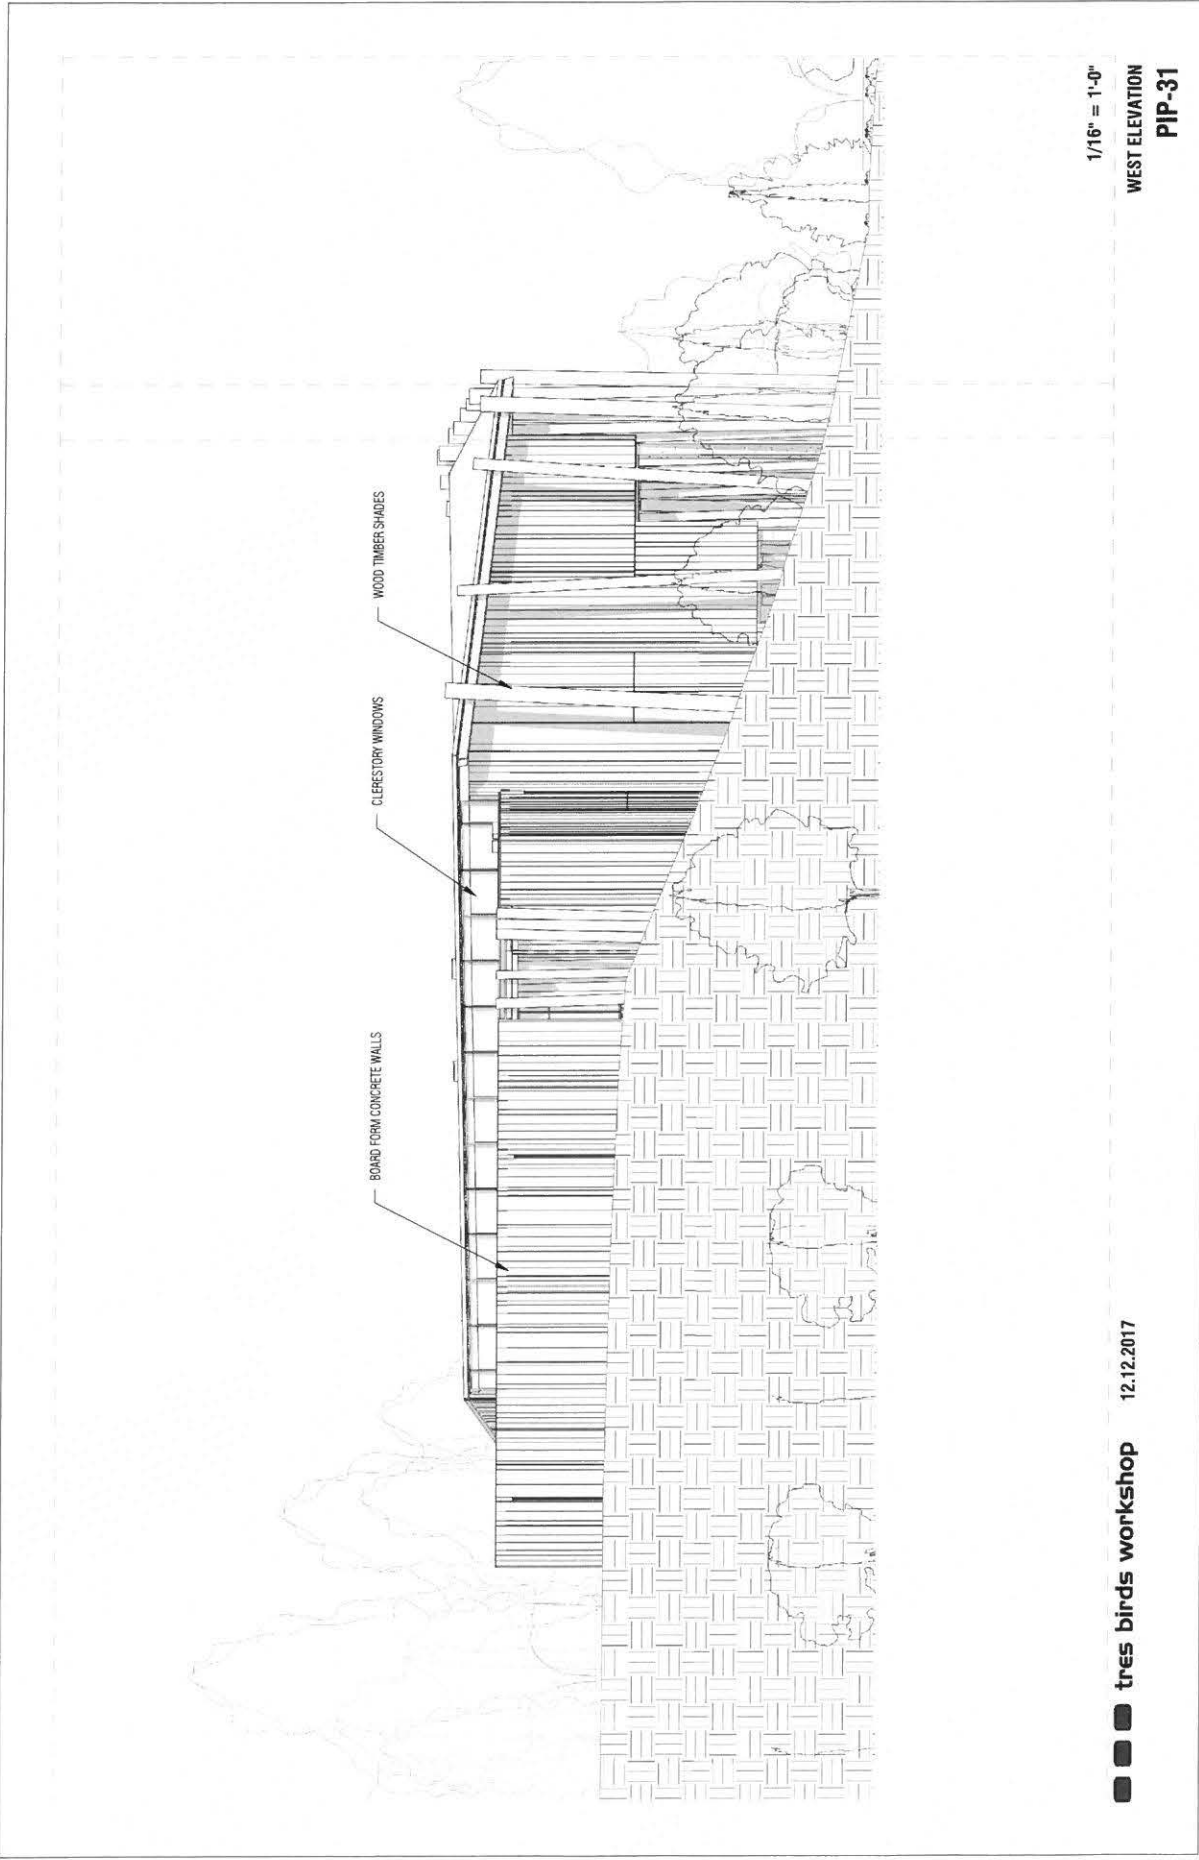 BOARD FORM CONCRETE WALLS
CLERESTORY WINDOWS
WOOD TIMBER SHADES
1/16" = 1'-0"
tres birds workshop
12.12.2017
WEST ELEVATION
PIP-31